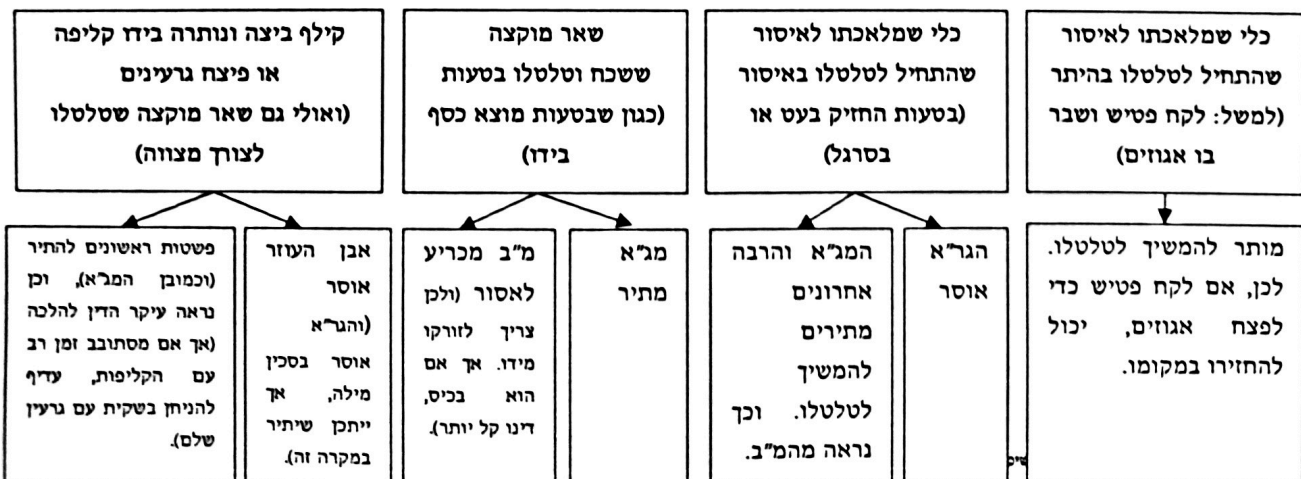 כלי שמלאכתו לאיסור
שהתחיל לטלטלו בהיתר
(למשל: לקח פטיש ושבר
בו אגוזים)
כלי שמלאכתו לאיסור
שהתחיל לטלטלו באיסור
(בטעות החזיק בעט או
בסרגל)
שאר מוקצה
ששכח וטלטלו בטעות
(כגון שבטעות מוצא כסף
בידו)
קילף ביצה ונותרה בידו קליפה
או פיצח גרעינים
(ואולי גם שאר מוקצה שטלטלו
לצורך מצווה)
מותר להמשיך לטלטלו.
לכן, אם לקח פטיש כדי
לפצח אגוזים, יכול
להחזירו במקומו.
הגר"א
אוסר
המג"א והרבה
אחרונים
מתירים
להמשיך
לטלטלו. וכך
נראה מהמ"ב.
מג"א
מתיר
מ"ב מכריע
לאסור (ולכן
צריך לזורקו
מידו. אך אם
הוא בכיס,
דינו קל יותר).
אבן העוזר
אוסר
(והגר"א
אוסר בסכין
מילה, אך
ייתכן שיתיר
במקרה זה).
פשטות ראשונים להתיר
(וכמובן המג"א), וכן
נראה עיקר הדין להלכה
(אך אם מסתובב זמן רב
עם הקליפות, עדיף
להניחן בשקית עם גרעין
שלם).